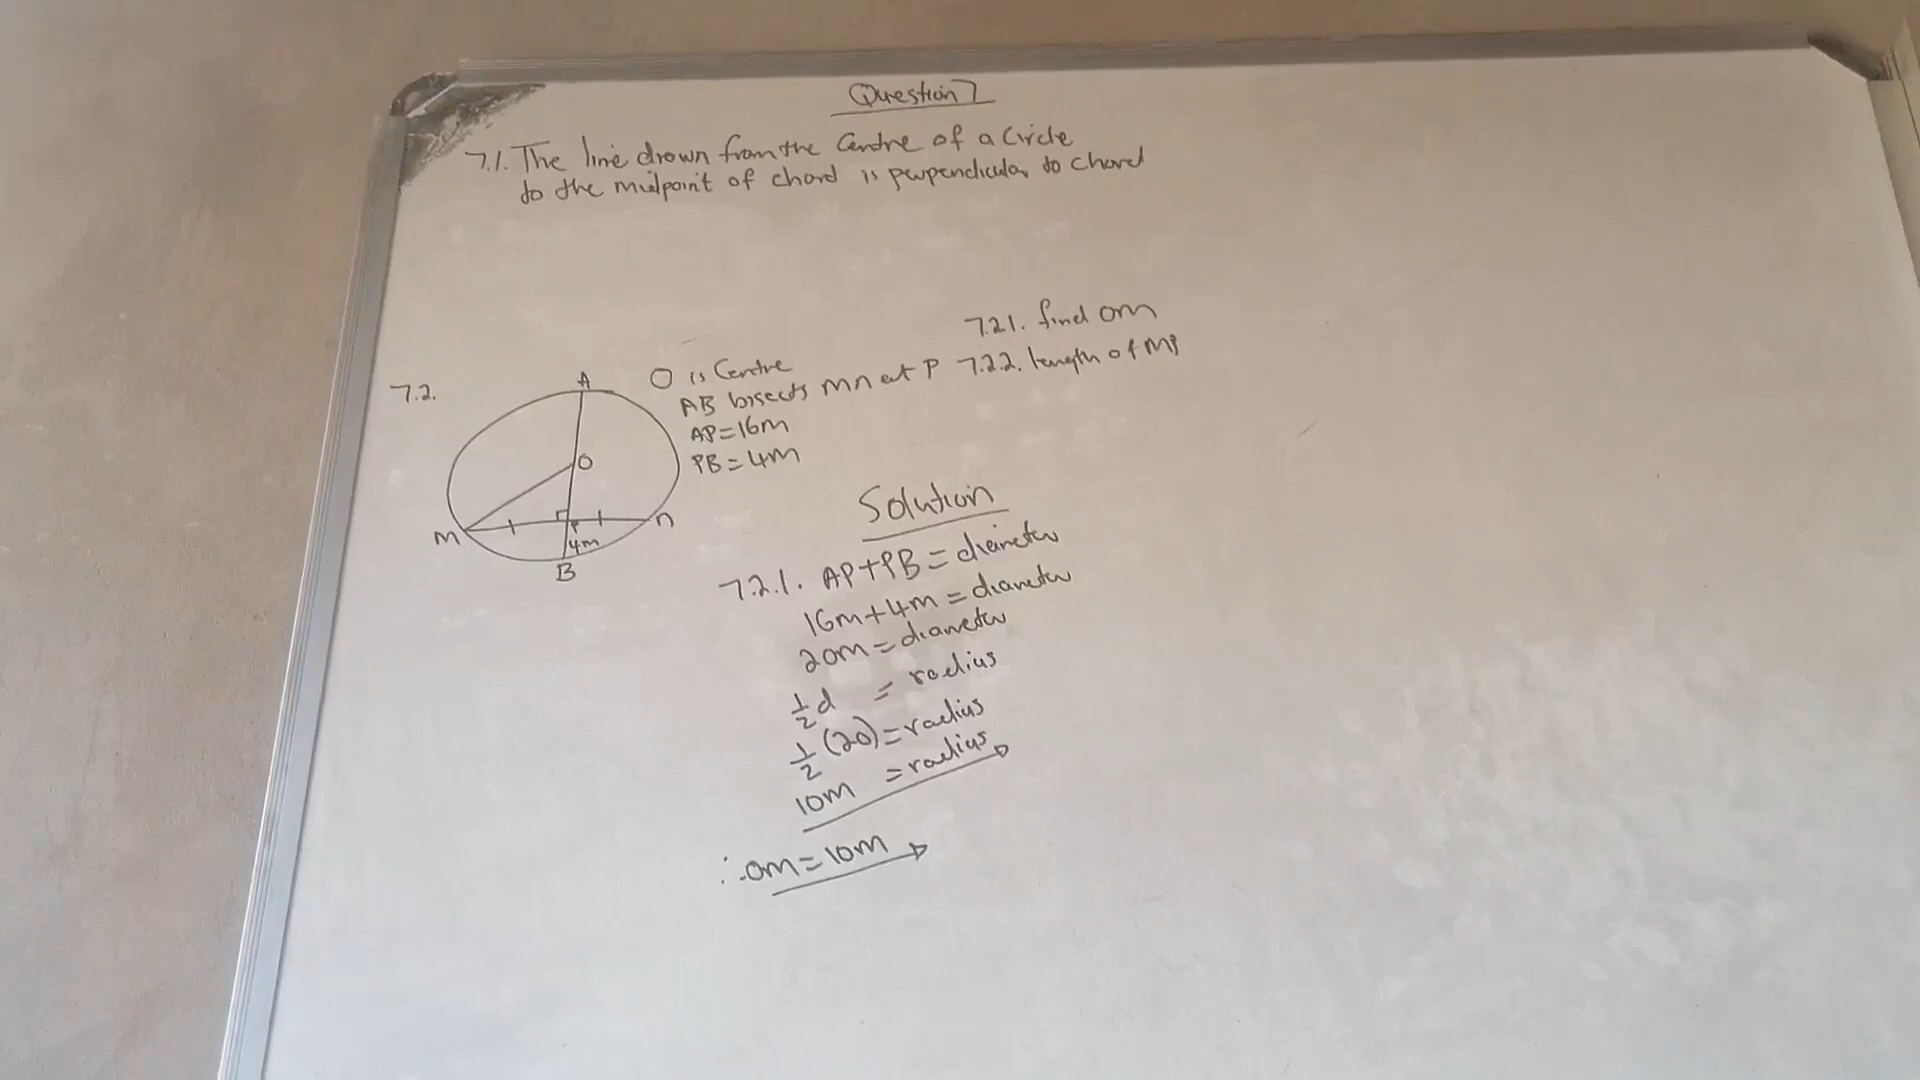 Question 7
7.1. The line drown from the Centre of a Circle
to the midpoint of chord is perpendicular to chord
7.2.1. find om
7.2.2. length of MP
7.2.
O is Centre
AB bisects mn at P
AP=16m
PB=4m
A
O
M
P
n
4m
B
Solution
7.2.1. AP+PB=diameter
16m+4m=diameter
20m=diameter
1/2 d = radius
1/2 (20)=radius
10m =radius
∴ om=10m